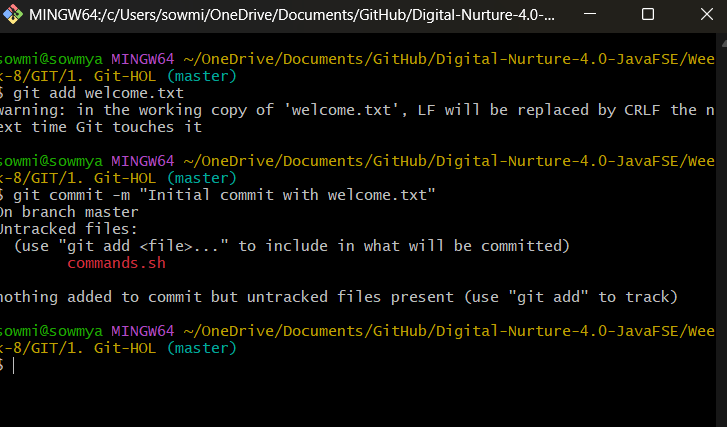 MINGW64:/c/Users/sowmi/OneDrive/Documents/GitHub/Digital-Nurture-4.0-...
sowmi@sowmya MINGW64 ~/OneDrive/Documents/GitHub/Digital-Nurture-4.0-JavaFSE/Wee
k-8/GIT/1. Git-HOL (master)
$ git add welcome.txt
warning: in the working copy of 'welcome.txt', LF will be replaced by CRLF the n
ext time Git touches it
sowmi@sowmya MINGW64 ~/OneDrive/Documents/GitHub/Digital-Nurture-4.0-JavaFSE/Wee
k-8/GIT/1. Git-HOL (master)
$ git commit -m "Initial commit with welcome.txt"
On branch master
Untracked files:
(use "git add <file>..." to include in what will be committed)
commands.sh
nothing added to commit but untracked files present (use "git add" to track)
sowmi@sowmya MINGW64 ~/OneDrive/Documents/GitHub/Digital-Nurture-4.0-JavaFSE/Wee
k-8/GIT/1. Git-HOL (master)
$